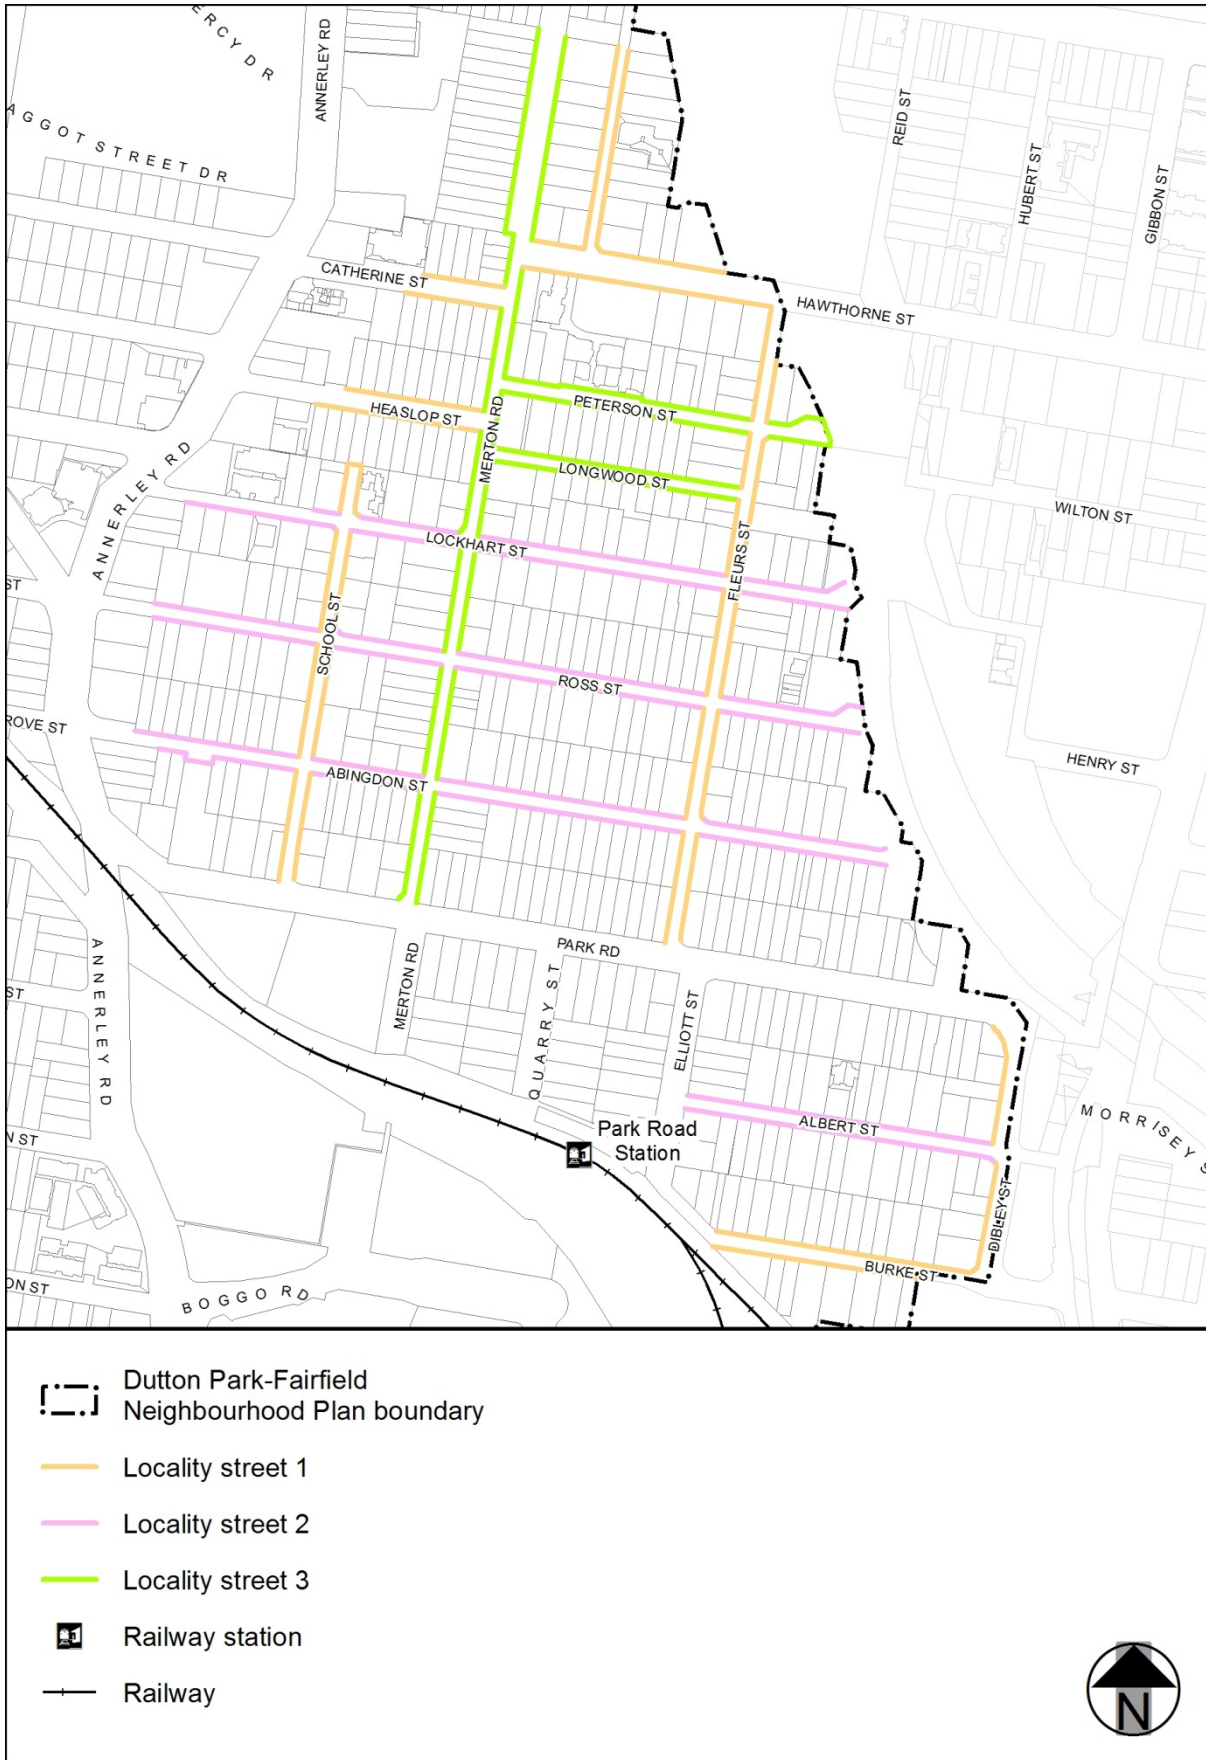 ERCY DR
ANNERLEY RD
AGGOT STREET DR
REID ST
HUBERT ST
GIBBON ST
CATHERINE ST
HAWTHORNE ST
HEASLOP ST
MERTON RD
PETERSON ST
LONGWOOD ST
ANNERLEY RD
WILTON ST
LOCKHART ST
FLEURS ST
ST
SCHOOL ST
ROSS ST
ROVE ST
HENRY ST
ABINGDON ST
PARK RD
ANNERLEY RD
MERTON RD
QUARRY ST
ELLIOTT ST
ST
ALBERT ST
MORRISEY S
Park Road
Station
N ST
DIBLEY ST
BURKE ST
ON ST
BOGGO RD
Dutton Park-Fairfield
Neighbourhood Plan boundary
Locality street 1
Locality street 2
Locality street 3
Railway station
Railway
N